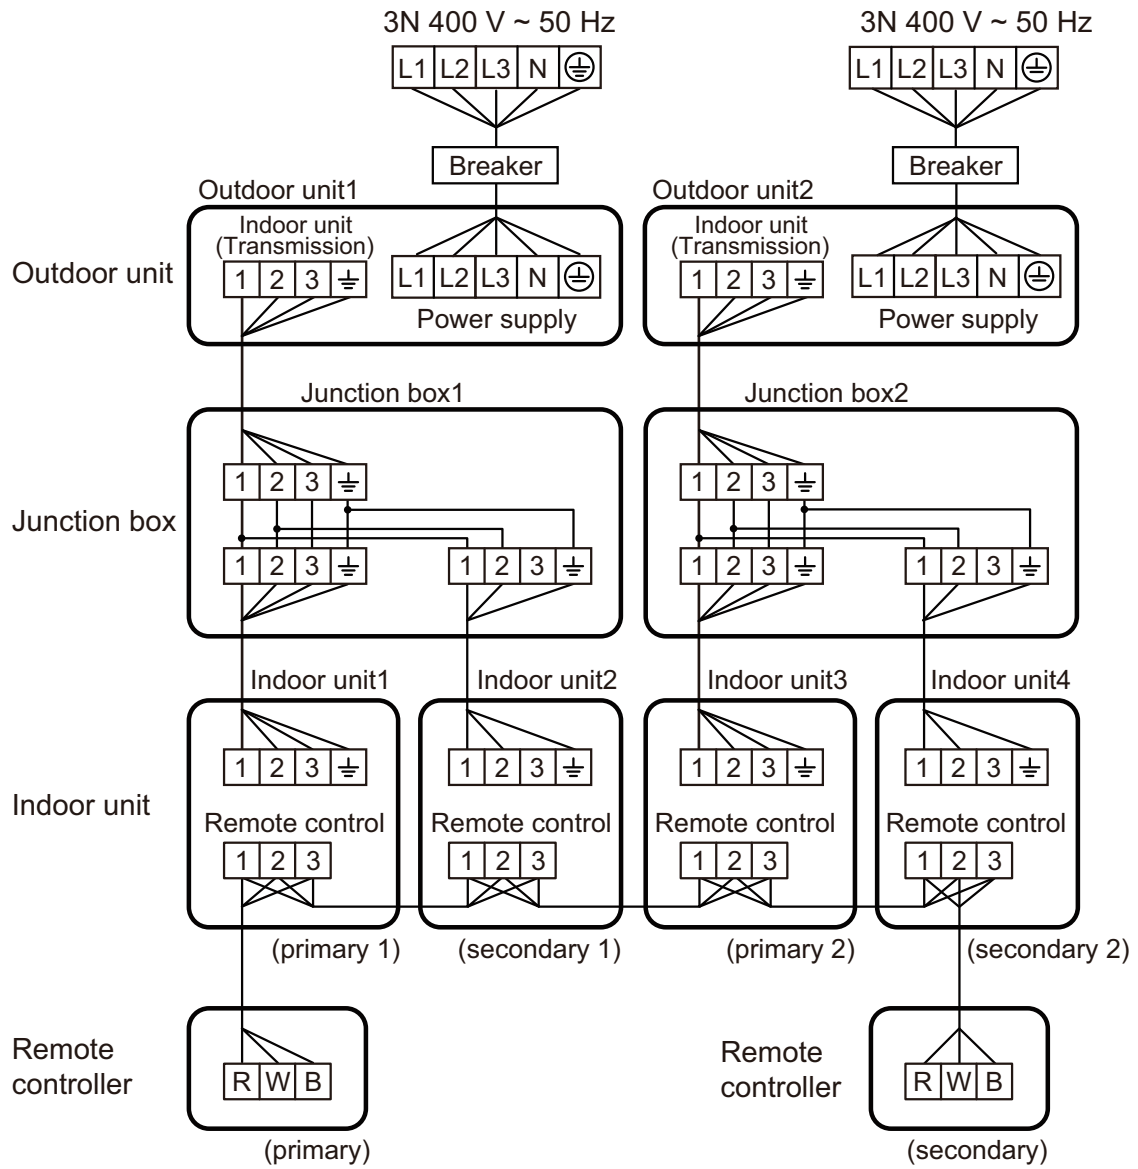 3N 400 V ~ 50 Hz
3N 400 V ~ 50 Hz
L1 L2 L3 N
L1 L2 L3 N
Breaker
Breaker
Outdoor unit1
Outdoor unit2
Outdoor unit
Indoor unit
(Transmission)
1 2 3
L1 L2 L3 N
Power supply
Indoor unit
(Transmission)
1 2 3
L1 L2 L3 N
Power supply
Junction box1
Junction box2
Junction box
1 2 3
1 2 3
1 2 3
1 2 3
1 2 3
1 2 3
Indoor unit1
Indoor unit2
Indoor unit3
Indoor unit4
Indoor unit
1 2 3
1 2 3
1 2 3
1 2 3
Remote control
Remote control
Remote control
Remote control
1 2 3
1 2 3
1 2 3
1 2 3
(primary 1)
(secondary 1)
(primary 2)
(secondary 2)
Remote
controller
R W B
(primary)
Remote
controller
R W B
(secondary)